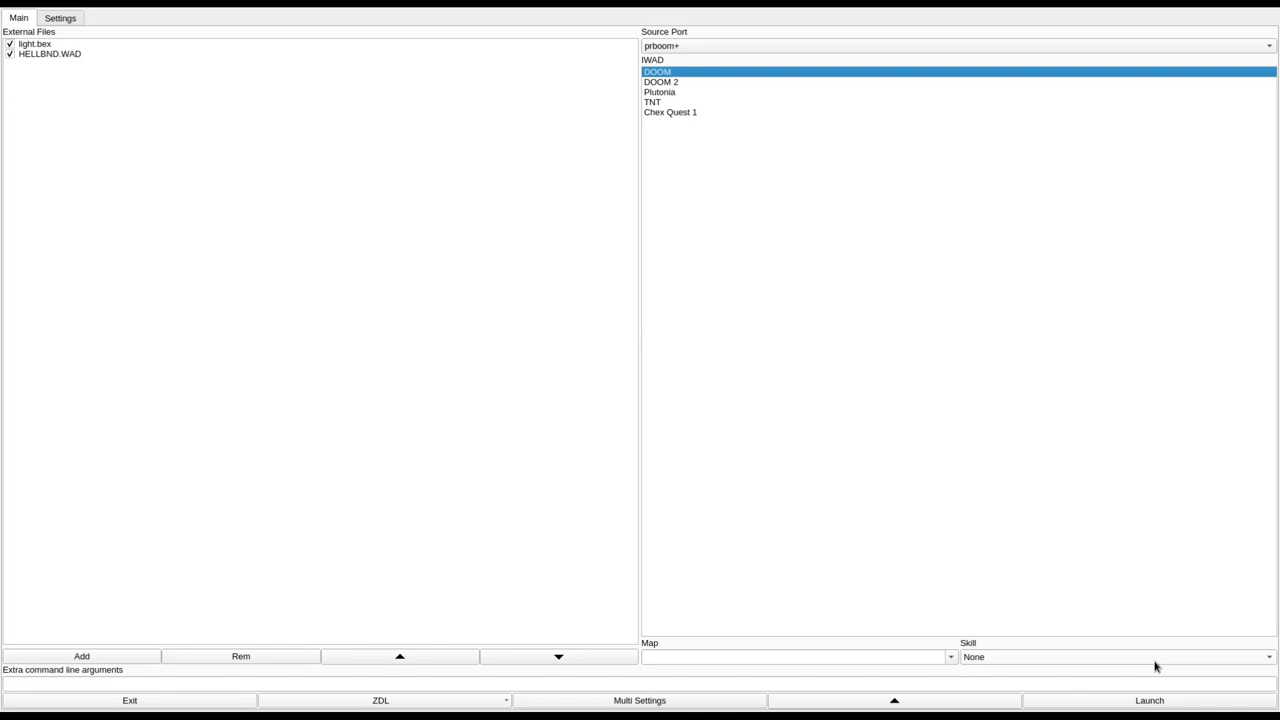 Main
Settings
External Files
light.bex
HELLBND.WAD
Source Port
prboom+
IWAD
DOOM
DOOM 2
Plutonia
TNT
Chex Quest 1
Map
Skill
None
Add
Rem
Extra command line arguments
Exit
ZDL
Multi Settings
Launch